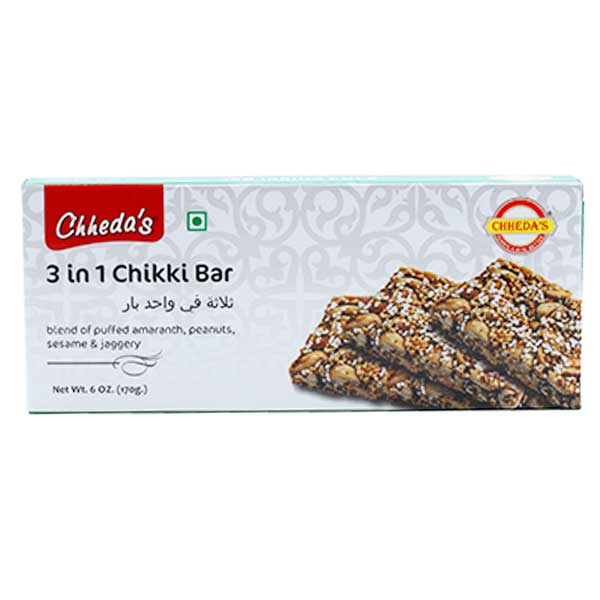 Chheda's
3 in 1 Chikki Bar
ثلاثة في واحد بار
blend of puffed amaranth, peanuts,
sesame & jaggery
Net Wt. 6 OZ. (170g.)
CHHEDA'S